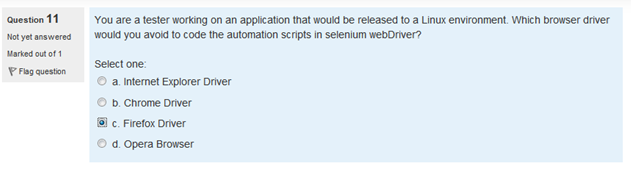 Question 11
Not yet answered
Marked out of 1
Flag question
You are a tester working on an application that would be released to a Linux environment. Which browser driver
would you avoid to code the automation scripts in selenium webDriver?
Select one:
a. Internet Explorer Driver
b. Chrome Driver
c. Firefox Driver
d. Opera Browser